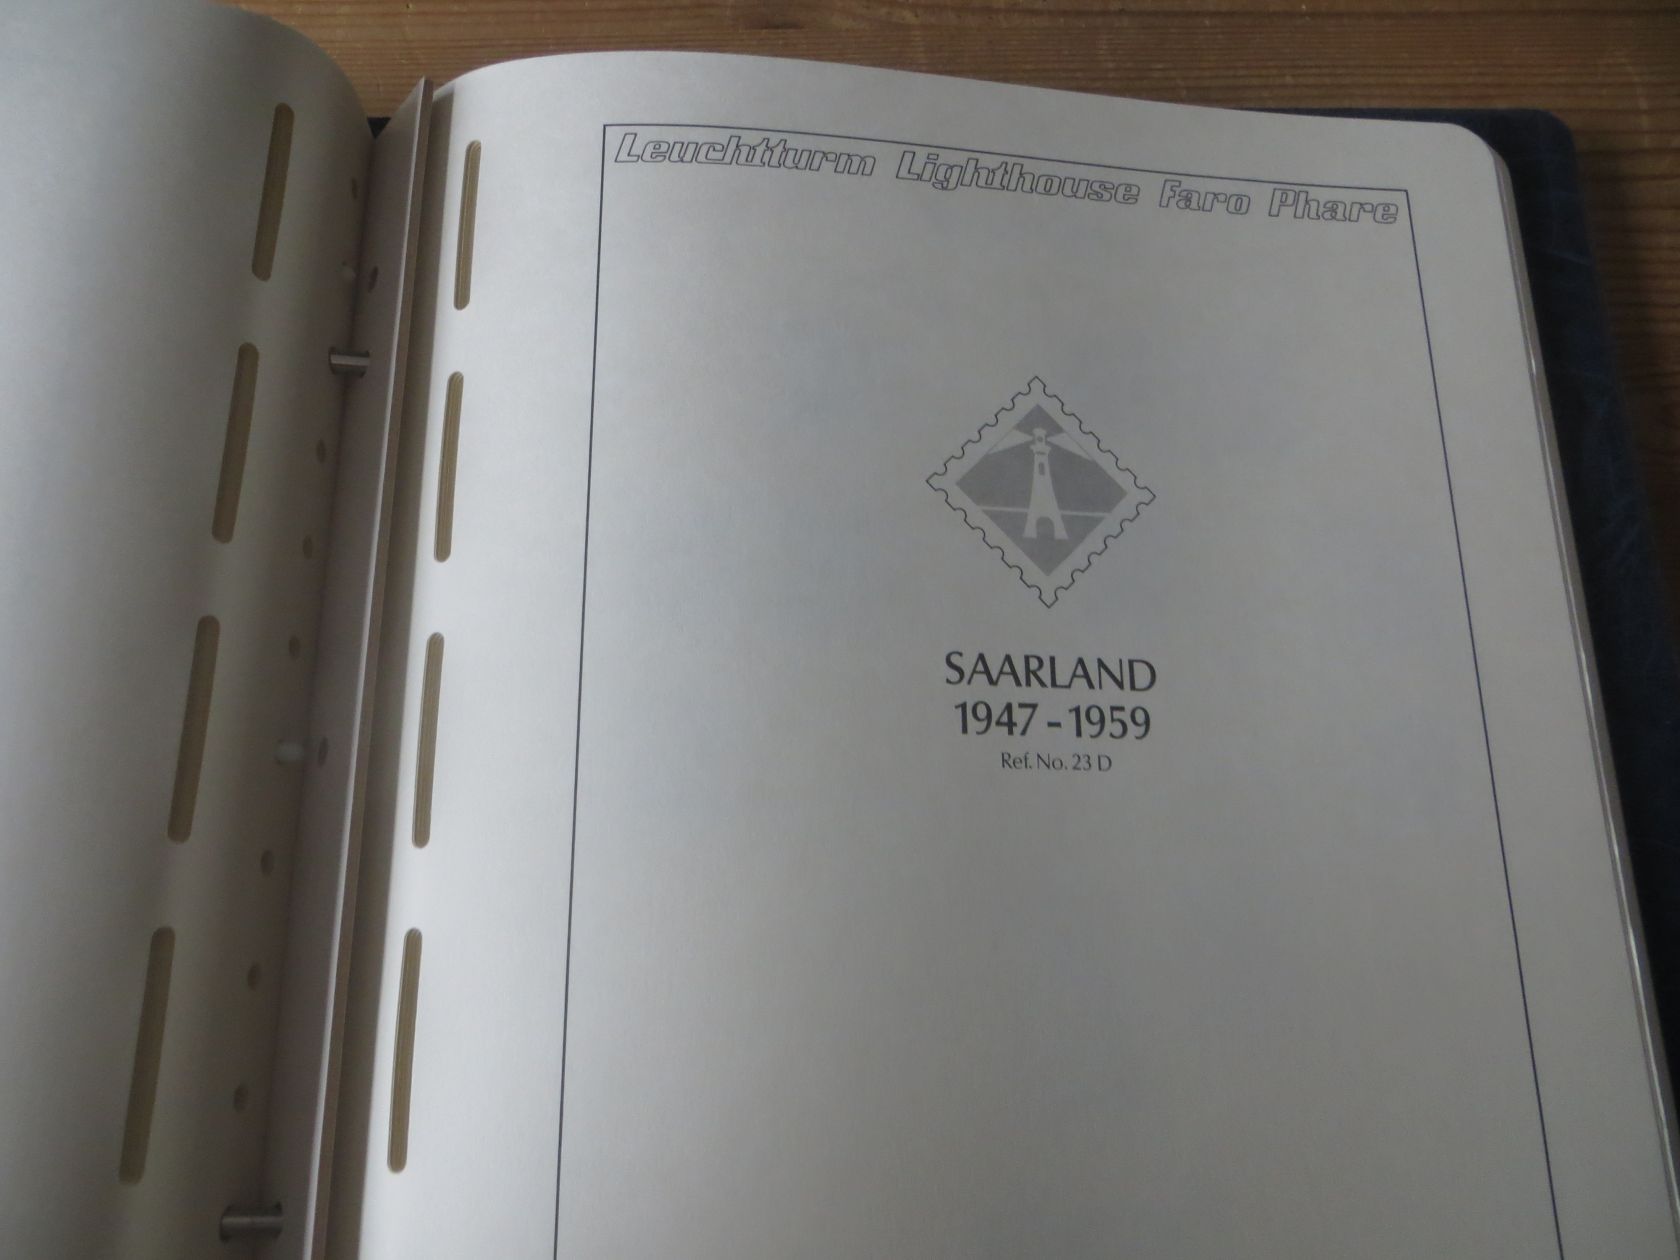 Leuchtturm Lighthouse Faro Phare
SAARLAND
1947 - 1959
Ref. No. 23 D